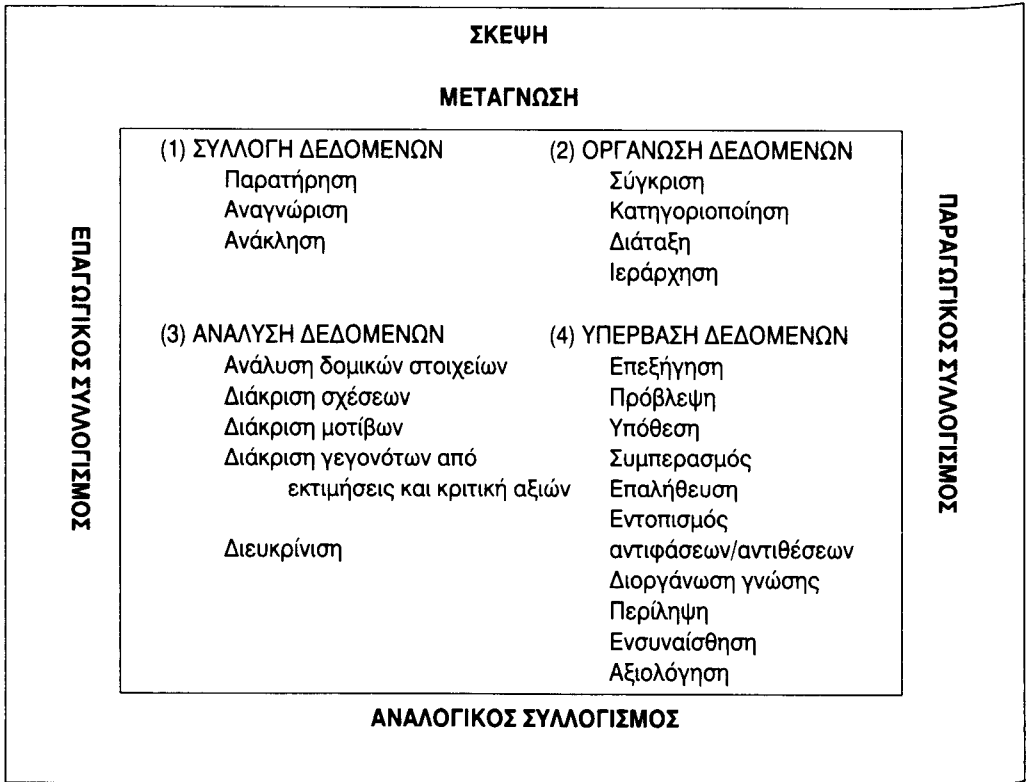 ΣΚΕΨΗ
ΜΕΤΑΓΝΩΣΗ
ΕΠΑΓΩΓΙΚΟΣ ΣΥΛΛΟΓΙΣΜΟΣ
(1) ΣΥΛΛΟΓΗ ΔΕΔΟΜΕΝΩΝ
Παρατήρηση
Αναγνώριση
Ανάκληση
(2) ΟΡΓΑΝΩΣΗ ΔΕΔΟΜΕΝΩΝ
Σύγκριση
Κατηγοριοποίηση
Διάταξη
Ιεράρχηση
(3) ΑΝΑΛΥΣΗ ΔΕΔΟΜΕΝΩΝ
Ανάλυση δομικών στοιχείων
Διάκριση σχέσεων
Διάκριση μοτίβων
Διάκριση γεγονότων από
εκτιμήσεις και κριτική αξιών
Διευκρίνιση
(4) ΥΠΕΡΒΑΣΗ ΔΕΔΟΜΕΝΩΝ
Επεξήγηση
Πρόβλεψη
Υπόθεση
Συμπερασμός
Επαλήθευση
Εντοπισμός
αντιφάσεων/αντιθέσεων
Διοργάνωση γνώσης
Περίληψη
Ενσυναίσθηση
Αξιολόγηση
ΠΑΡΑΓΩΓΙΚΟΣ ΣΥΛΛΟΓΙΣΜΟΣ
ΑΝΑΛΟΓΙΚΟΣ ΣΥΛΛΟΓΙΣΜΟΣ